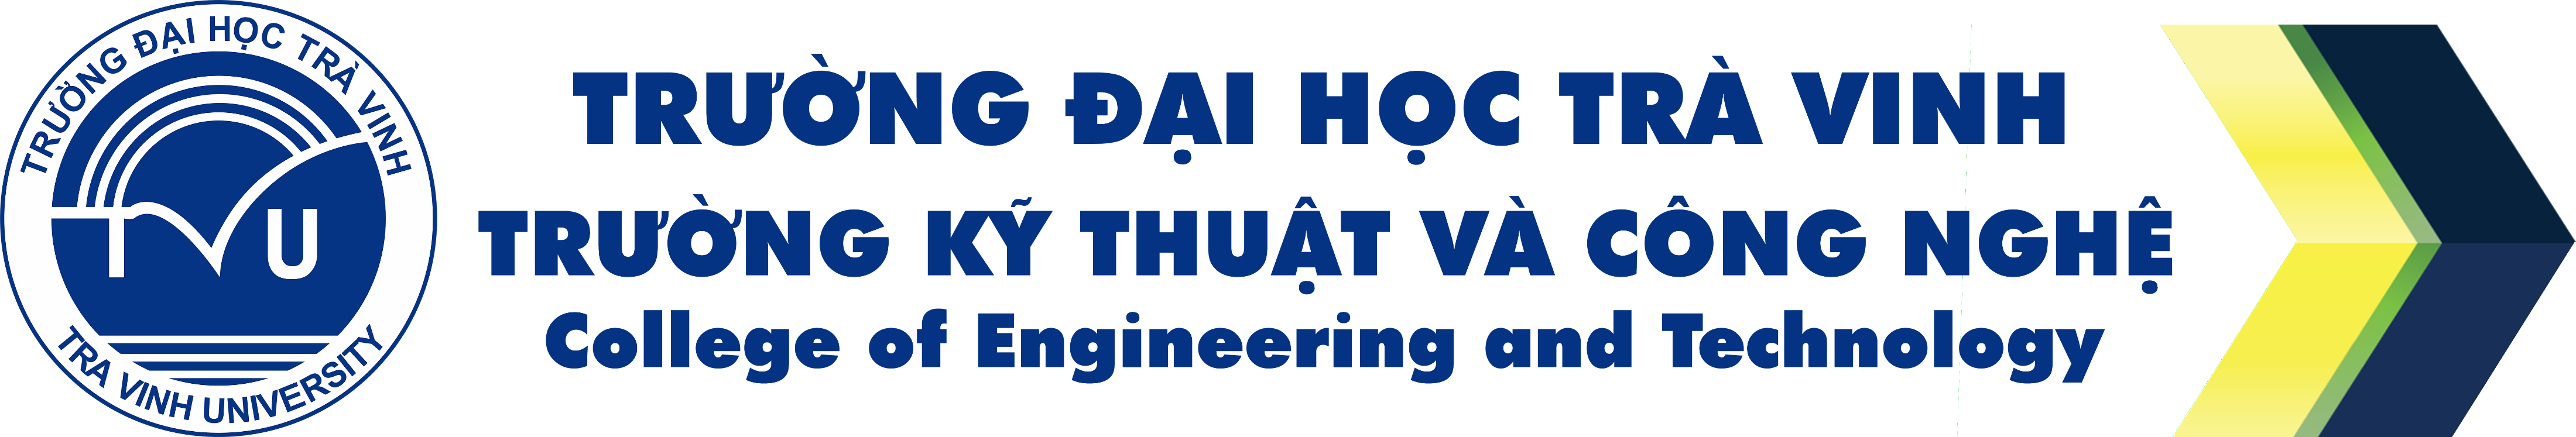 TRƯỜNG ĐẠI HỌC TRÀ VINH
T U
TRA VINH UNIVERSITY
TRƯỜNG ĐẠI HỌC TRÀ VINH
TRƯỜNG KỸ THUẬT VÀ CÔNG NGHỆ
College of Engineering and Technology